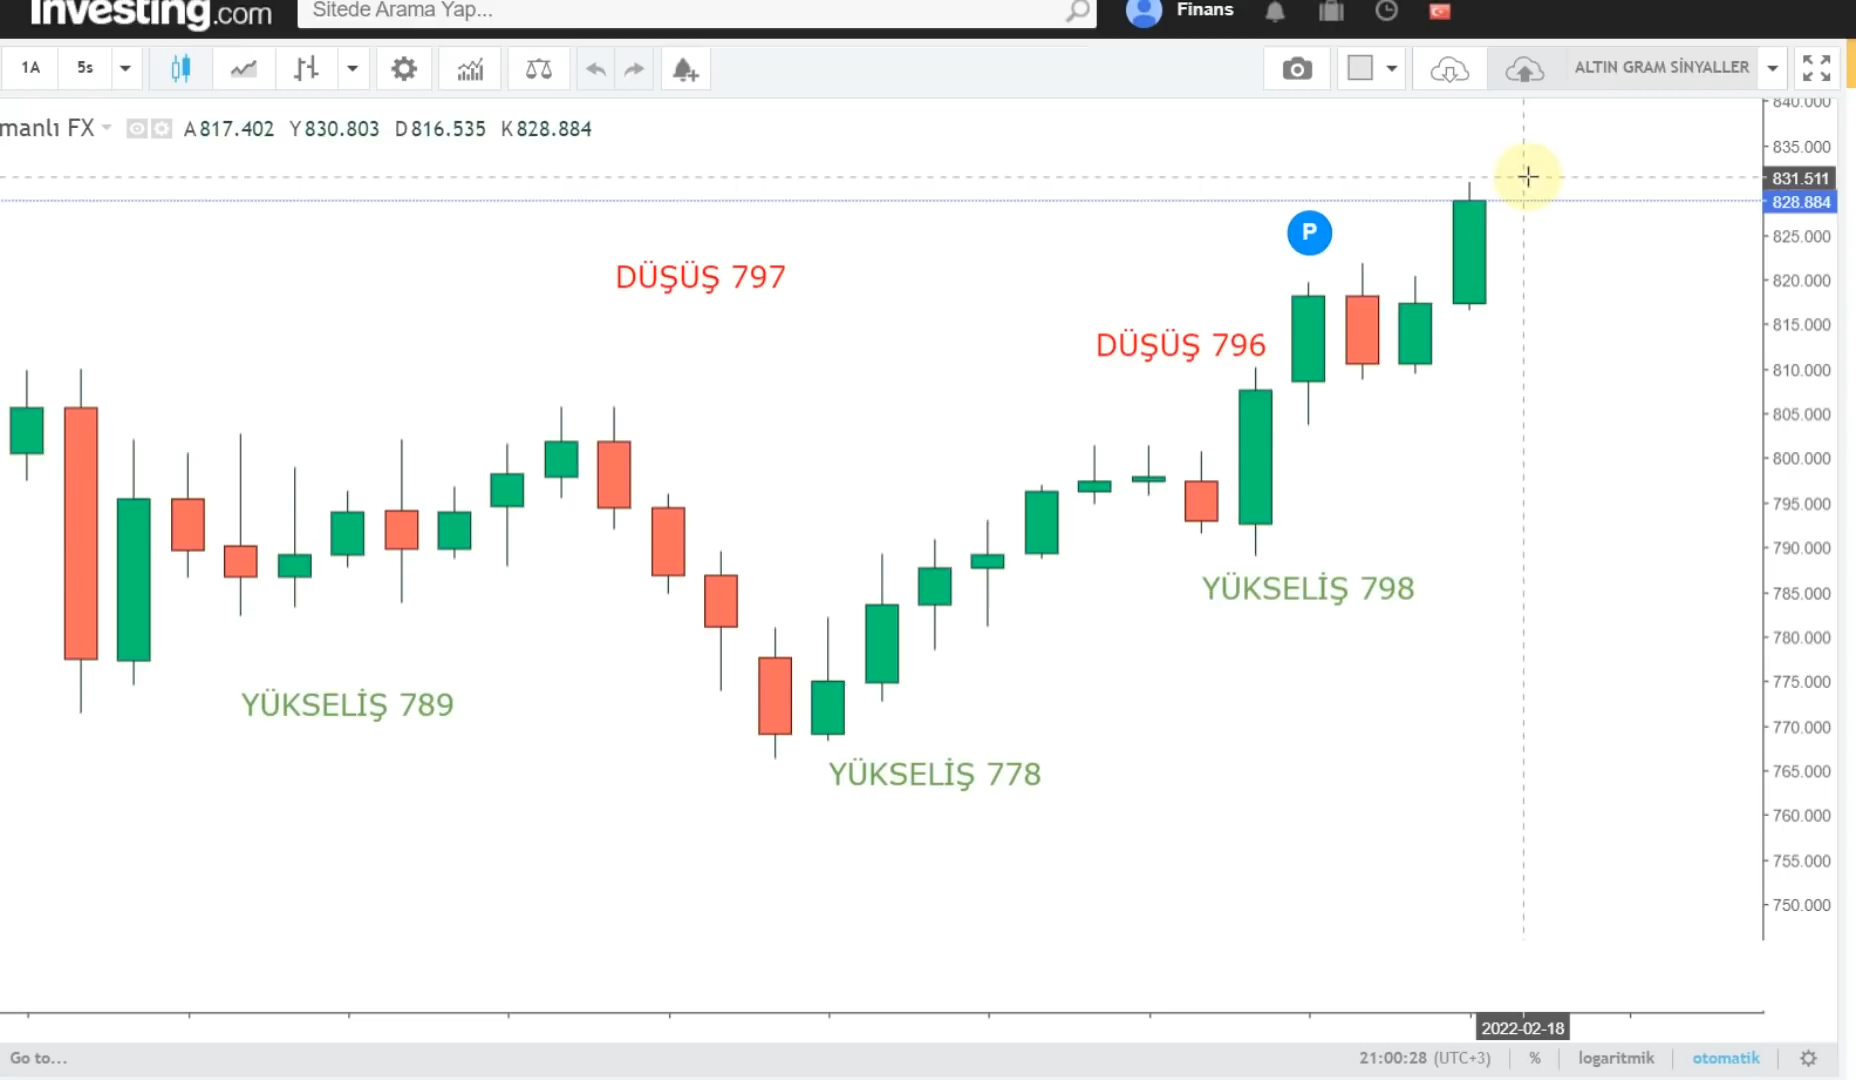 Investing.com
Sitede Arama Yap...
Finans
1A
5s
ALTIN GRAM SİNYALLER
manlı FX A817.402 Y830.803 D816.535 K828.884
840.000
835.000
831.511
828.884
825.000
820.000
815.000
810.000
805.000
800.000
795.000
790.000
785.000
780.000
775.000
770.000
765.000
760.000
755.000
750.000
P
DÜŞÜŞ 797
DÜŞÜŞ 796
YÜKSELİŞ 798
YÜKSELİŞ 789
YÜKSELİŞ 778
2022-02-18
Go to...
21:00:28 (UTC+3)
%
logaritmik
otomatik